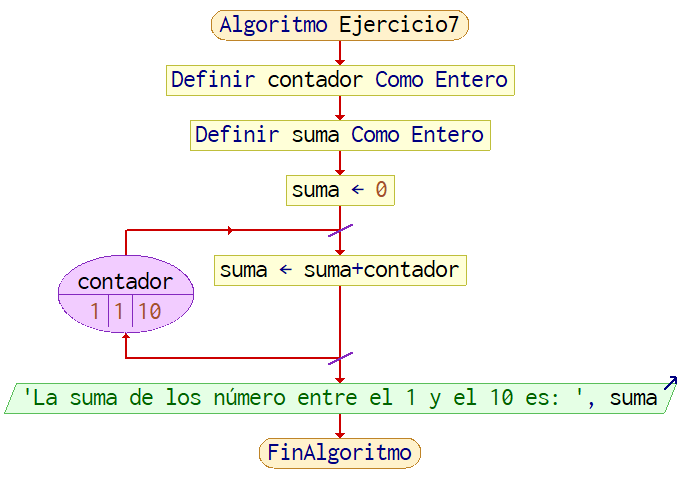 Algoritmo Ejercicio7
Definir contador Como Entero
Definir suma Como Entero
suma ← 0
suma ← suma+contador
contador
1 1 10
'La suma de los número entre el 1 y el 10 es: ', suma
FinAlgoritmo